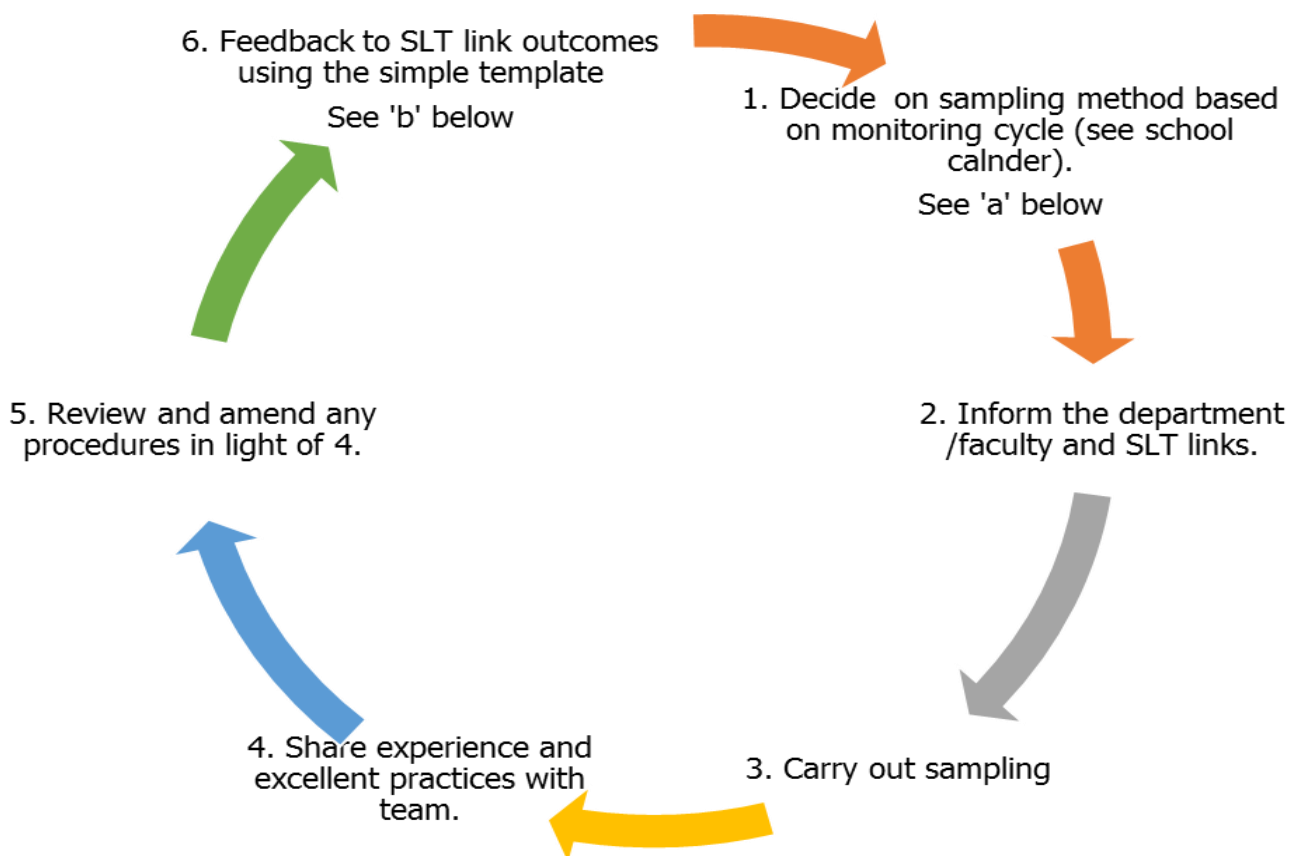 1. Decide  on sampling method based
on monitoring cycle (see school
calnder).
See 'a' below
2. Inform the department
/faculty and SLT links.
3. Carry out sampling
4. Share experience and
excellent practices with
team.
5. Review and amend any
procedures in light of 4.
6. Feedback to SLT link outcomes
using the simple template
See 'b' below